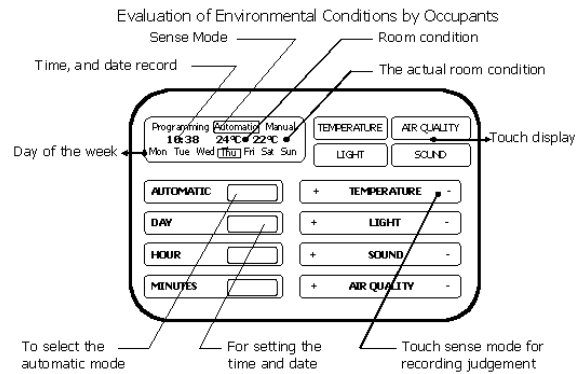 Evaluation of Environmental Conditions by Occupants
Sense Mode
Room condition
Time, and date record
The actual room condition
Programming Automatic Manual
18:38 24°C 22°C
Mon Tue Wed Thu Fri Sat Sun
TEMPERATURE AIR QUALITY
LIGHT SOUND
Day of the week
Touch display
AUTOMATIC
+ TEMPERATURE -
DAY
+ LIGHT -
HOUR
+ SOUND -
MINUTES
+ AIR QUALITY -
To select the
automatic mode
For setting the
time and date
Touch sense mode for
recording judgement